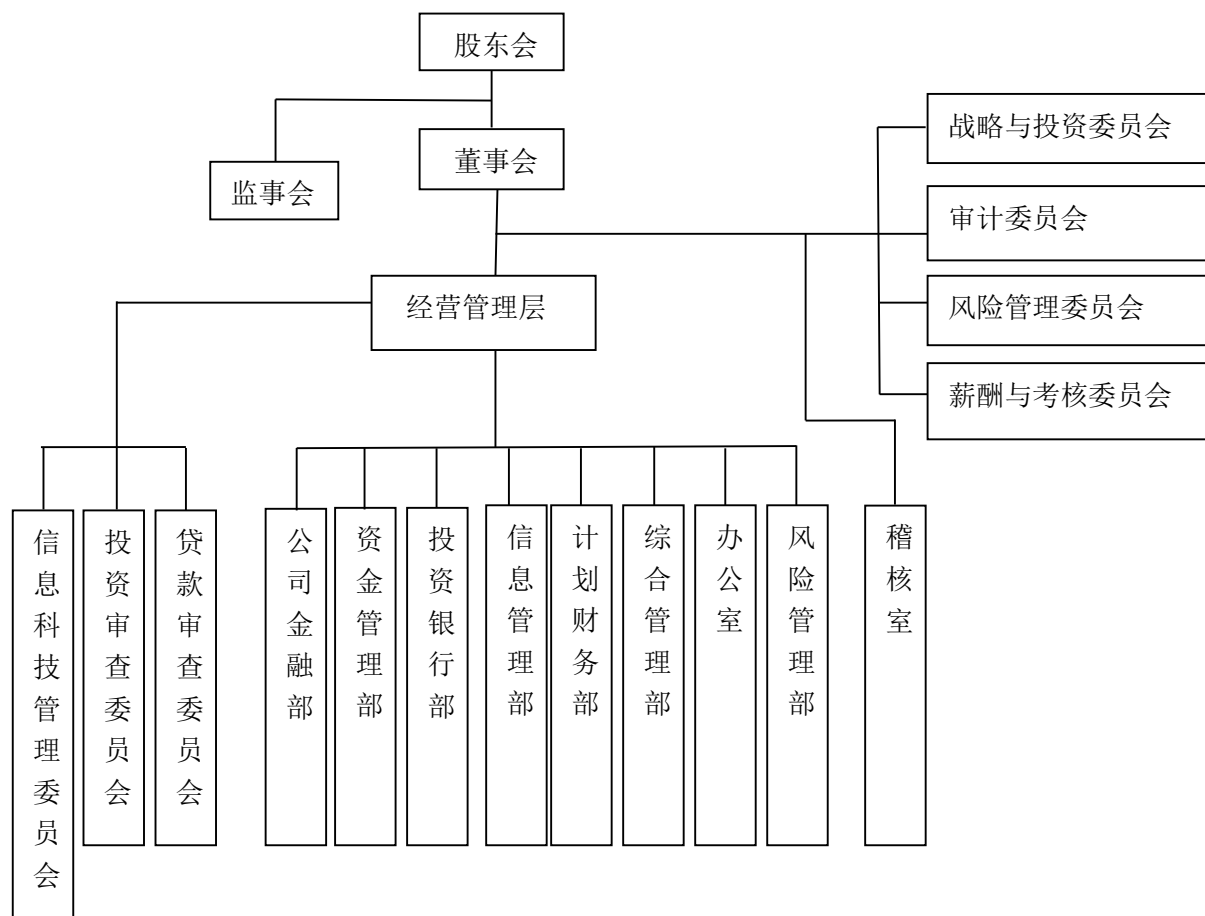 股东会
董事会
监事会
战略与投资委员会
审计委员会
风险管理委员会
薪酬与考核委员会
经营管理层
信息科技管理委员会
投资审查委员会
贷款审查委员会
公司金融部
资金管理部
投资银行部
信息管理部
计划财务部
综合管理部
办公室
风险管理部
稽核室